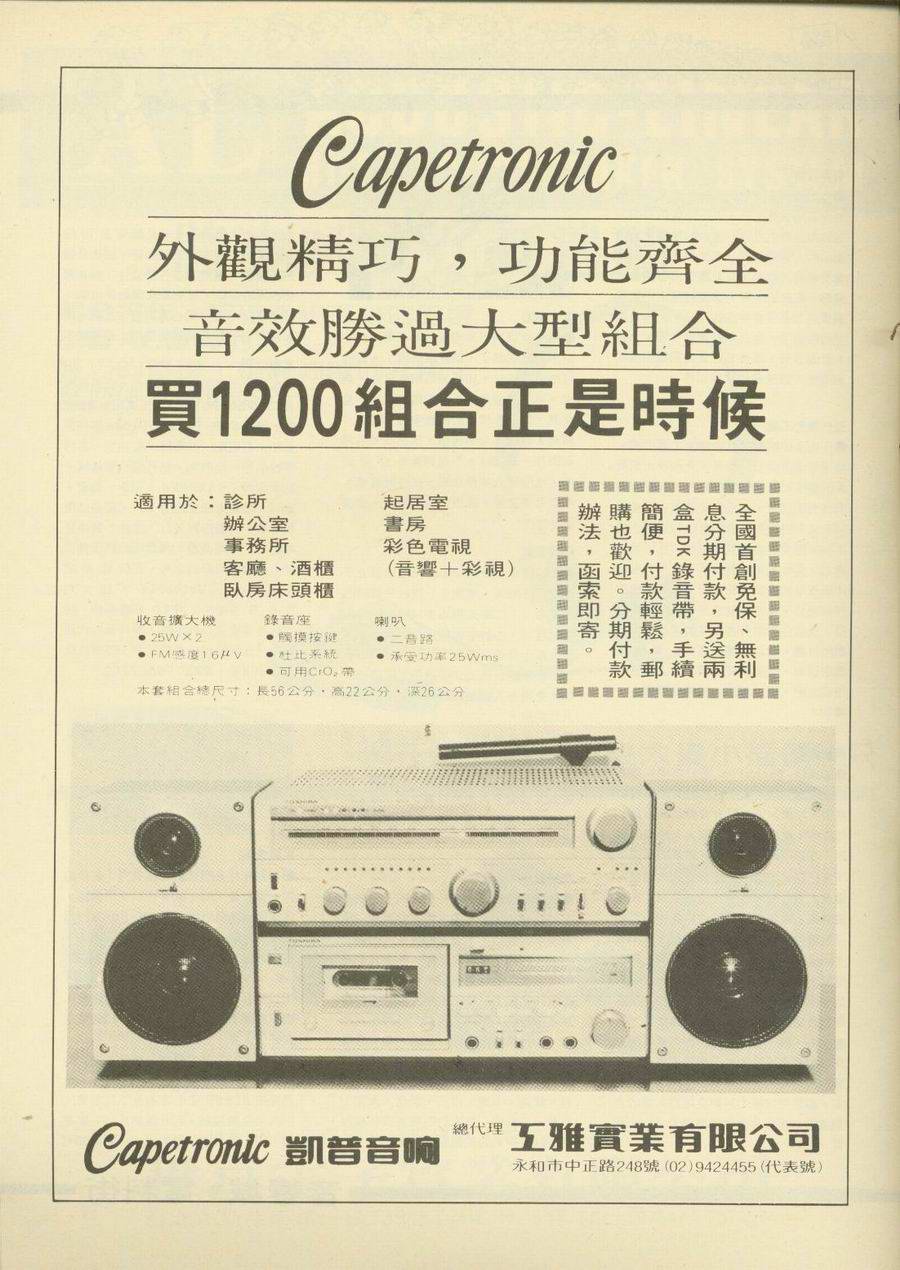 Capetronic
外觀精巧，功能齊全
音效勝過大型組合
買1200組合正是時候
適用於：診所
辦公室
事務所
客廳、酒櫃
臥房床頭櫃
起居室
書房
彩色電視
（音響＋彩視）
全國首創免保、無利
息分期付款，另送兩
盒TDK錄音帶，手續
簡便，付款輕鬆，郵
購也歡迎。分期付款
辦法，函索即寄。
收音擴大機
●25W×2
●FM感度1.6μV
錄音座
●觸摸按鍵
●杜比系統
●可用CrO₂帶
喇叭
●二音路
●承受功率25Wms
本套組合總尺寸：長56公分，高22公分，深26公分
TOSHIBA
TOSHIBA
Capetronic 凱普音响
總代理 工雅實業有限公司
永和市中正路248號(02)9424455(代表號)